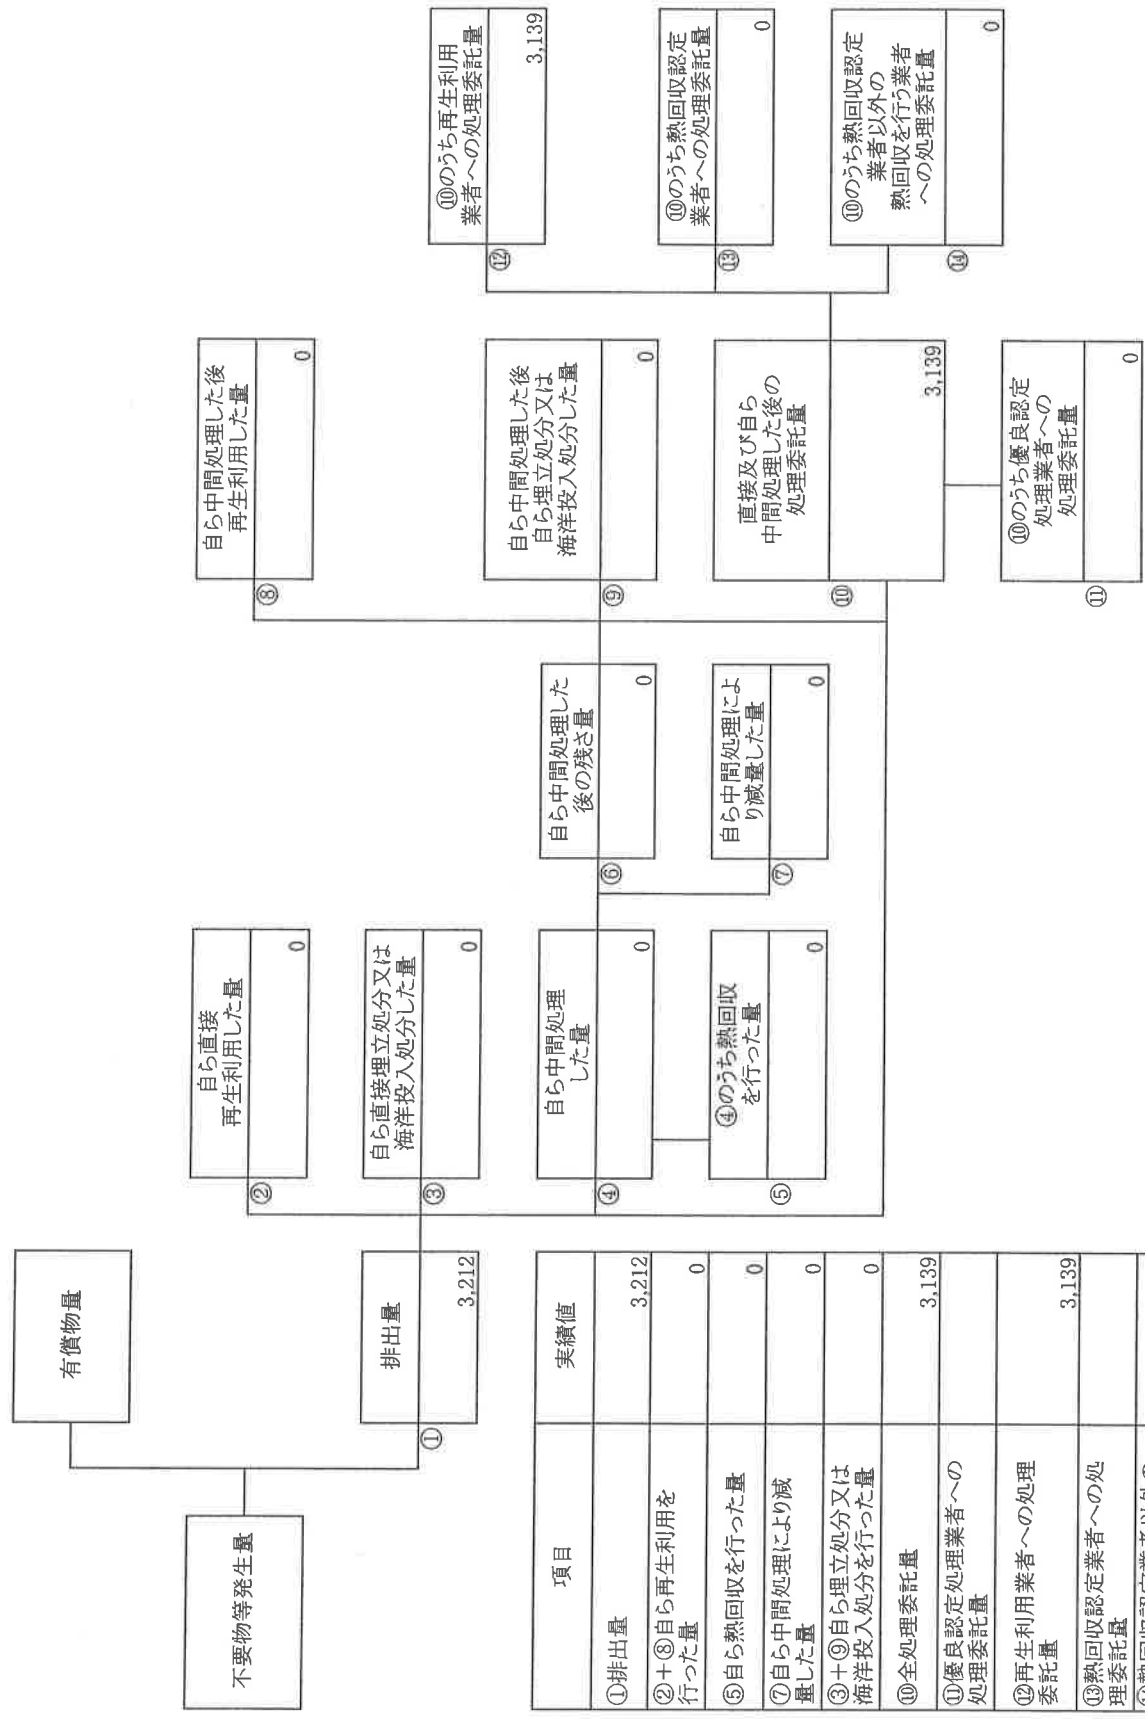 不要物等発生量
有償物量
①
排出量
3,212
②
自ら直接
再生利用した量
0
③
自ら直接埋立処分又は
海洋投入処分した量
0
④
自ら中間処理
した量
0
⑤
④のうち熱回収
を行った量
0
⑥
自ら中間処理した
後の残さ量
0
⑦
自ら中間処理によ
り減量した量
0
⑧
自ら中間処理した後
再生利用した量
0
⑨
自ら中間処理した後
自ら埋立処分又は
海洋投入処分した量
0
⑩
直接及び自ら
中間処理した後の
処理委託量
3,139
⑪
⑩のうち優良認定
処理業者への
処理委託量
0
⑫
⑩のうち再生利用
業者への処理委託量
3,139
⑬
⑩のうち熱回収認定
業者への処理委託量
0
⑭
⑩のうち熱回収認定
業者以外の
熱回収を行う業者
への処理委託量
0
項目 実績値
①排出量 3,212
②+⑧自ら再生利用を
行った量 0
⑤自ら熱回収を行った量 0
⑦自ら中間処理により減
量した量 0
③+⑨自ら埋立処分又は
海洋投入処分を行った量 0
⑩全処理委託量 3,139
⑪優良認定処理業者への
処理委託量
⑫再生利用業者への処理
委託量 3,139
⑬熱回収認定業者への処
理委託量